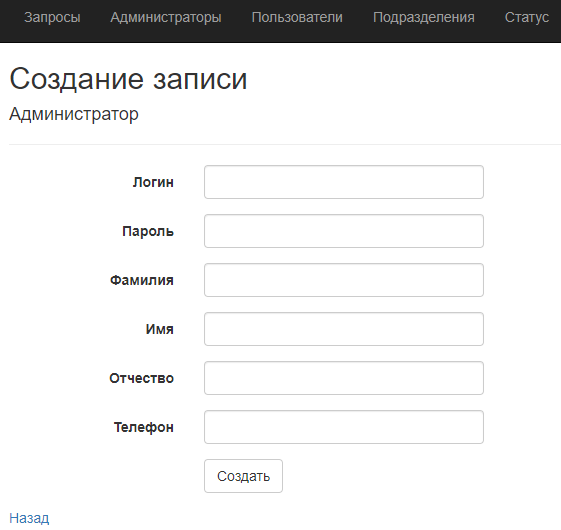 Запросы Администраторы Пользователи Подразделения Статус
Создание записи
Администратор
Логин
Пароль
Фамилия
Имя
Отчество
Телефон
Создать
Назад